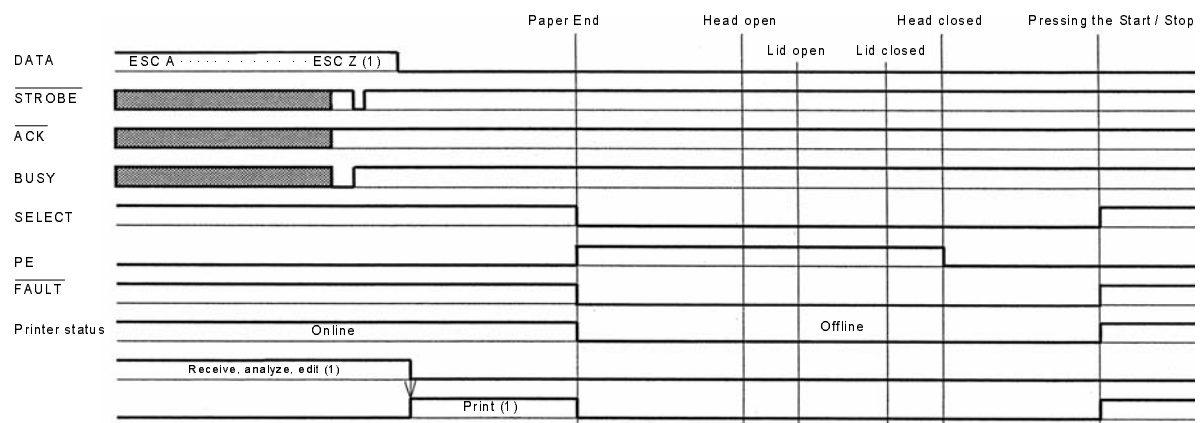 Paper End
Head open
Head closed
Pressing the Start / Stop
Lid open
Lid closed
DATA
ESC A · · · · · · · · · · · ESC Z (1)
STROBE
ACK
BUSY
SELECT
PE
FAULT
Printer status
Online
Offline
Receive, analyze, edit (1)
Print (1)